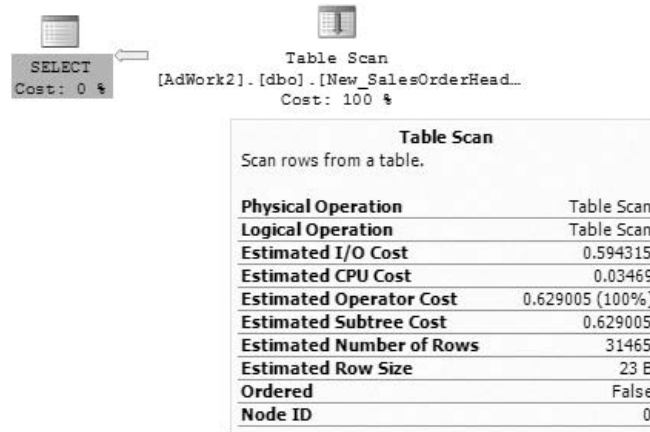 SELECT
Cost: 0 %
Table Scan
[AdWork2].[dbo].[New_SalesOrderHead…
Cost: 100 %
Table Scan
Scan rows from a table.
Physical Operation Table Scan
Logical Operation Table Scan
Estimated I/O Cost 0.594315
Estimated CPU Cost 0.03469
Estimated Operator Cost 0.629005 (100%)
Estimated Subtree Cost 0.629005
Estimated Number of Rows 31465
Estimated Row Size 23 B
Ordered False
Node ID 0